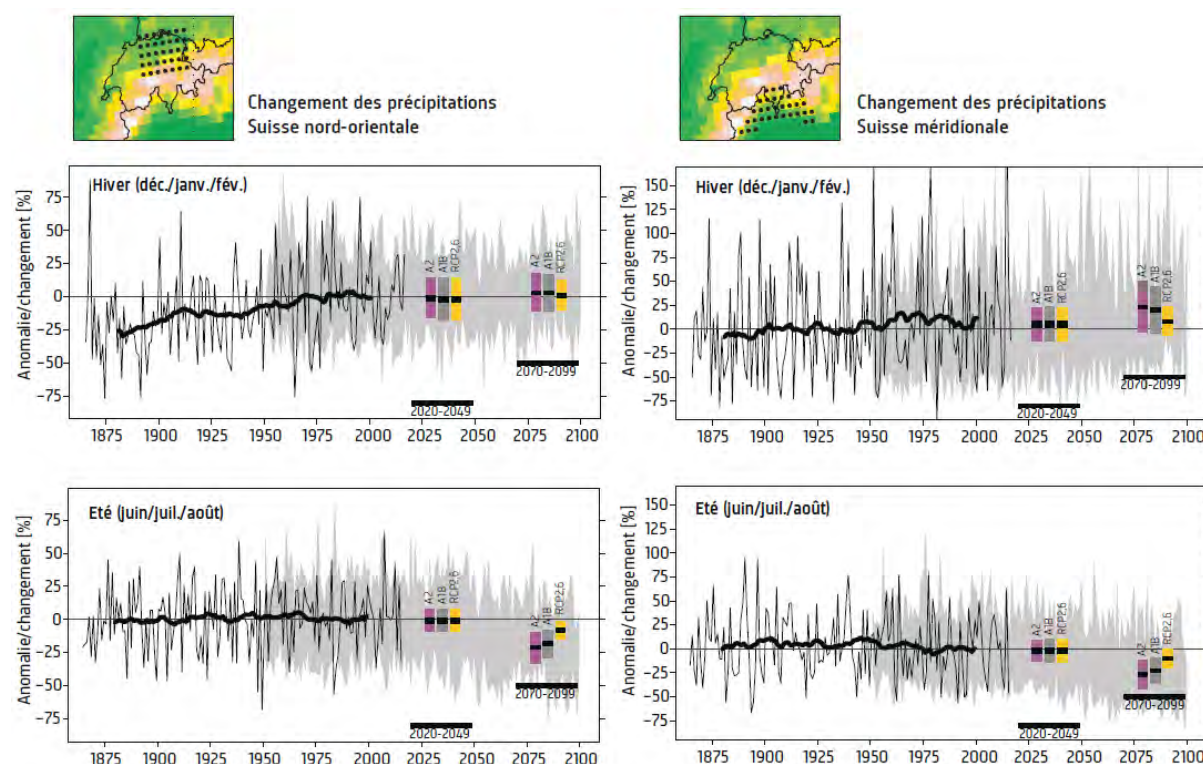 Changement des précipitations
Suisse nord-orientale
Changement des précipitations
Suisse méridionale
Anomalie/changement [%]
Hiver (déc./janv./fév.)
75
50
25
0
−25
−50
−75
A2
A1B
RCP2,6
A2
A1B
RCP2,6
2070-2099
2020-2049
1875 1900 1925 1950 1975 2000 2025 2050 2075 2100
Anomalie/changement [%]
Hiver (déc./janv./fév.)
150
125
100
75
50
25
0
−25
−50
−75
A2
A1B
RCP2,6
A2
A1B
RCP2,6
2070-2099
2020-2049
1875 1900 1925 1950 1975 2000 2025 2050 2075 2100
Anomalie/changement [%]
Eté (juin/juil./août)
75
50
25
0
−25
−50
−75
A2
A1B
RCP2,6
A2
A1B
RCP2,6
2070-2099
2020-2049
1875 1900 1925 1950 1975 2000 2025 2050 2075 2100
Anomalie/changement [%]
Eté (juin/juil./août)
150
125
100
75
50
25
0
−25
−50
−75
A2
A1B
RCP2,6
A2
A1B
RCP2,6
2070-2099
2020-2049
1875 1900 1925 1950 1975 2000 2025 2050 2075 2100